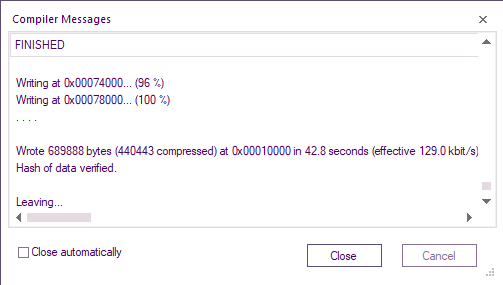 Compiler Messages
FINISHED
Writing at 0x00074000... (96 %)
Writing at 0x00078000... (100 %)
. . . .
Wrote 689888 bytes (440443 compressed) at 0x00010000 in 42.8 seconds (effective 129.0 kbit/s)
Hash of data verified.
Leaving...
Close automatically
Close
Cancel